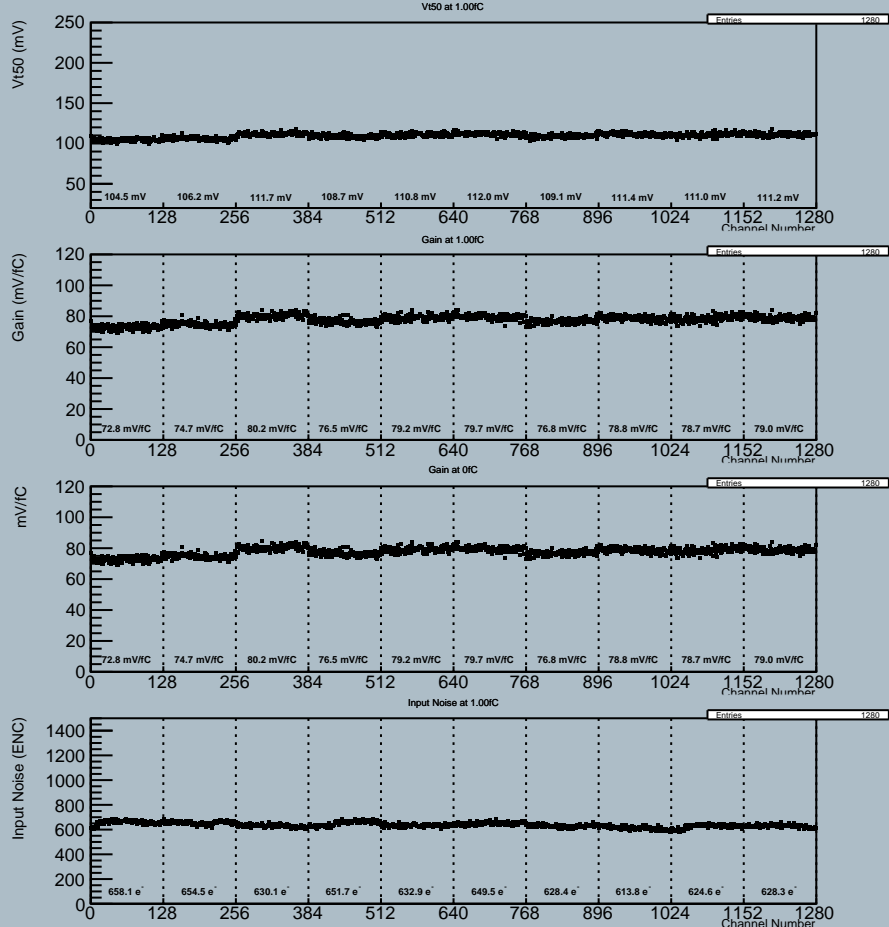 Vt50 at 1.00fC
Entries 1280
Vt50 (mV)
250
200
150
100
50
104.5 mV 106.2 mV 111.7 mV 108.7 mV 110.8 mV 112.0 mV 109.1 mV 111.4 mV 111.0 mV 111.2 mV
0 128 256 384 512 640 768 896 1024 1152 1280
Channel Number
Gain at 1.00fC
Entries 1280
Gain (mV/fC)
120
100
80
60
40
20
0
72.8 mV/fC 74.7 mV/fC 80.2 mV/fC 76.5 mV/fC 79.2 mV/fC 79.7 mV/fC 76.8 mV/fC 78.8 mV/fC 78.7 mV/fC 79.0 mV/fC
0 128 256 384 512 640 768 896 1024 1152 1280
Channel Number
Gain at 0fC
Entries 1280
mV/fC
120
100
80
60
40
20
0
72.8 mV/fC 74.7 mV/fC 80.2 mV/fC 76.5 mV/fC 79.2 mV/fC 79.7 mV/fC 76.8 mV/fC 78.8 mV/fC 78.7 mV/fC 79.0 mV/fC
0 128 256 384 512 640 768 896 1024 1152 1280
Channel Number
Input Noise at 1.00fC
Entries 1280
Input Noise (ENC)
1400
1200
1000
800
600
400
200
0
658.1 e⁻ 654.5 e⁻ 630.1 e⁻ 651.7 e⁻ 632.9 e⁻ 649.5 e⁻ 628.4 e⁻ 613.8 e⁻ 624.6 e⁻ 628.3 e⁻
0 128 256 384 512 640 768 896 1024 1152 1280
Channel Number